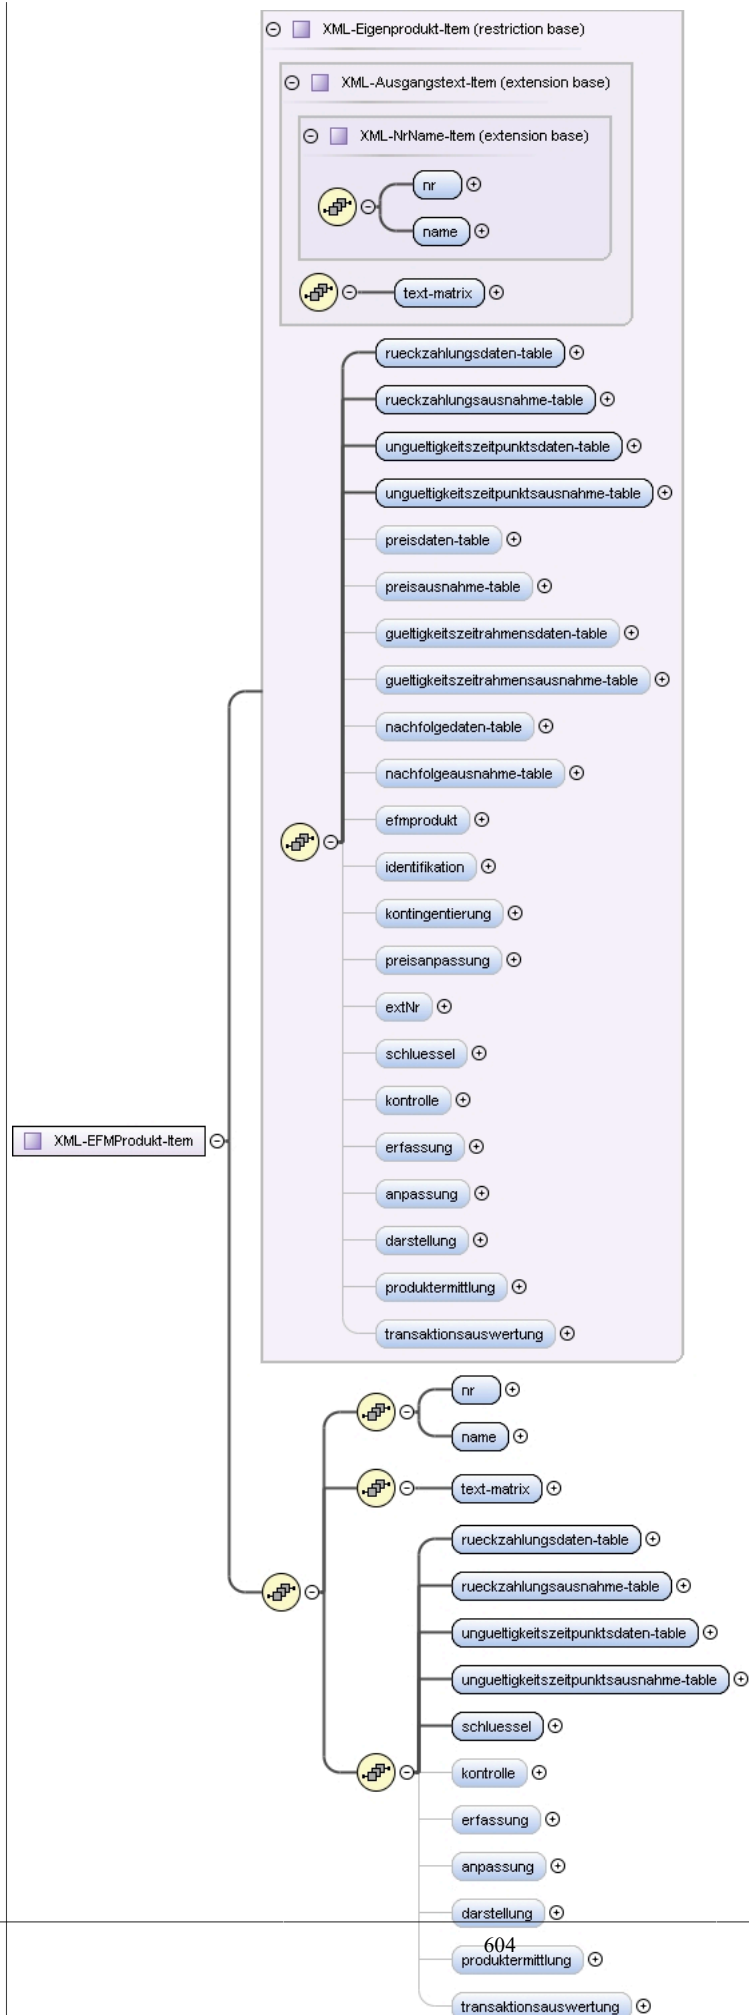 XML-Eigenprodukt-Item (restriction base)
XML-Ausgangstext-Item (extension base)
XML-NrName-Item (extension base)
nr
name
text-matrix
rueckzahlungsdaten-table
rueckzahlungsausnahme-table
ungueltigkeitszeitpunktsdaten-table
ungueltigkeitszeitpunktsausnahme-table
preisdaten-table
preisausnahme-table
gueltigkeitszeitrahmensdaten-table
gueltigkeitszeitrahmensausnahme-table
nachfolgedaten-table
nachfolgeausnahme-table
efmprodukt
identifikation
kontingentierung
preisanpassung
extNr
schluessel
kontrolle
erfassung
anpassung
darstellung
produktermittlung
transaktionsauswertung
XML-EFMProdukt-Item
nr
name
text-matrix
rueckzahlungsdaten-table
rueckzahlungsausnahme-table
ungueltigkeitszeitpunktsdaten-table
ungueltigkeitszeitpunktsausnahme-table
schluessel
kontrolle
erfassung
anpassung
darstellung
604
produktermittlung
transaktionsauswertung